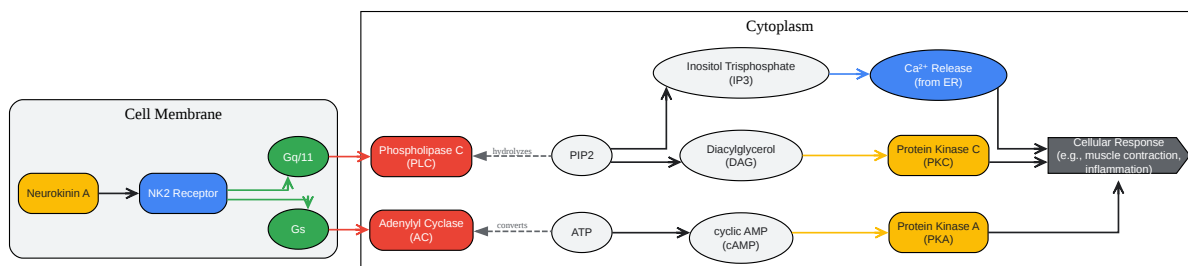 Cytoplasm
Inositol Trisphosphate
(IP3)
Ca²⁺ Release
(from ER)
Cell Membrane
Gq/11
Phospholipase C
(PLC)
hydrolyzes
PIP2
Diacylglycerol
(DAG)
Protein Kinase C
(PKC)
Cellular Response
(e.g., muscle contraction,
inflammation)
Neurokinin A
NK2 Receptor
Gs
Adenylyl Cyclase
(AC)
converts
ATP
cyclic AMP
(cAMP)
Protein Kinase A
(PKA)